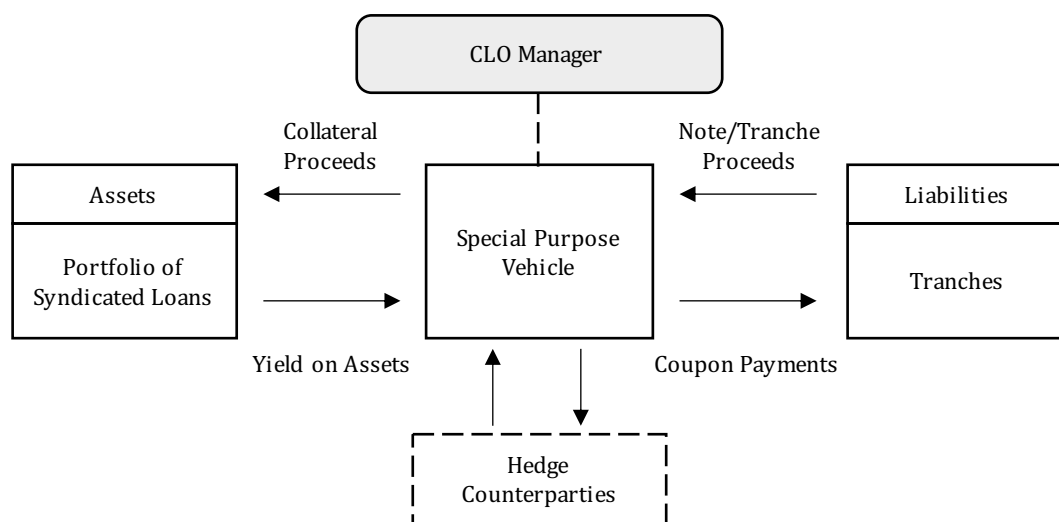 CLO Manager
Collateral
Proceeds
Note/Tranche
Proceeds
Assets
Portfolio of
Syndicated Loans
Special Purpose
Vehicle
Liabilities
Tranches
Yield on Assets
Coupon Payments
Hedge
Counterparties